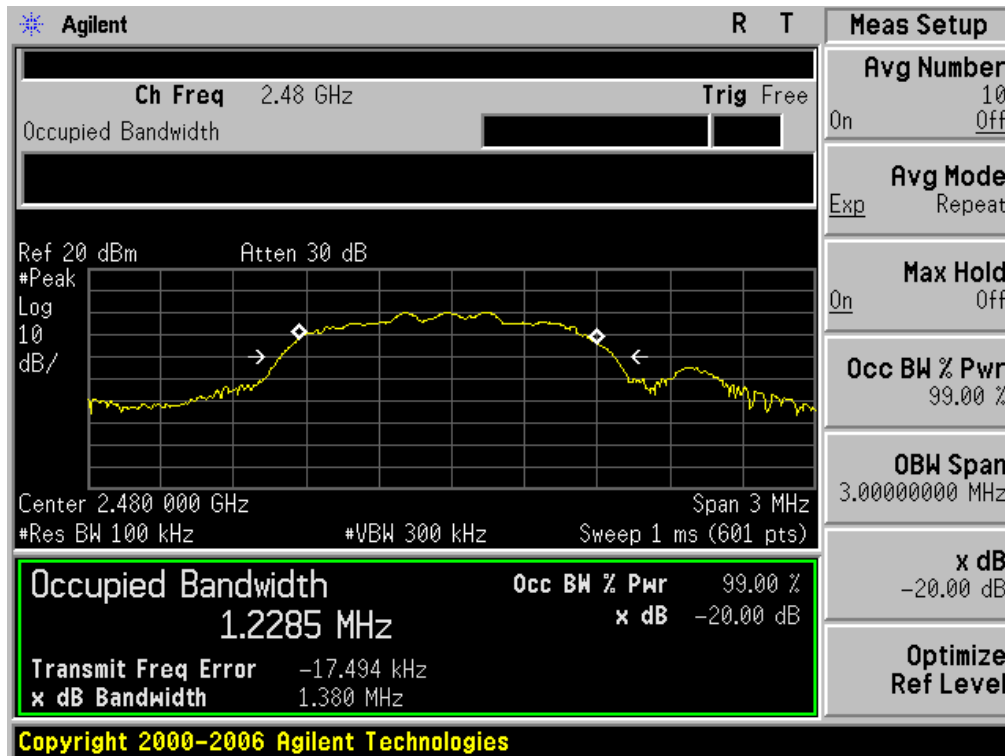 Agilent R T
Ch Freq 2.48 GHz Trig Free
Occupied Bandwidth
Ref 20 dBm Atten 30 dB
#Peak
Log
10
dB/
Center 2.480 000 GHz Span 3 MHz
#Res BW 100 kHz #VBW 300 kHz Sweep 1 ms (601 pts)
Occupied Bandwidth
1.2285 MHz
Occ BW % Pwr 99.00 %
x dB -20.00 dB
Transmit Freq Error -17.494 kHz
x dB Bandwidth 1.380 MHz
Copyright 2000-2006 Agilent Technologies
Meas Setup
Avg Number
10
On Off
Avg Mode
Exp Repeat
Max Hold
On Off
Occ BW % Pwr
99.00 %
OBW Span
3.00000000 MHz
x dB
-20.00 dB
Optimize
Ref Level